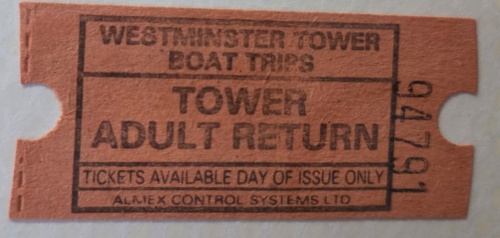 WESTMINSTER TOWER
BOAT TRIPS
TOWER
ADULT RETURN
TICKETS AVAILABLE DAY OF ISSUE ONLY
ALMEX CONTROL SYSTEMS LTD
94791